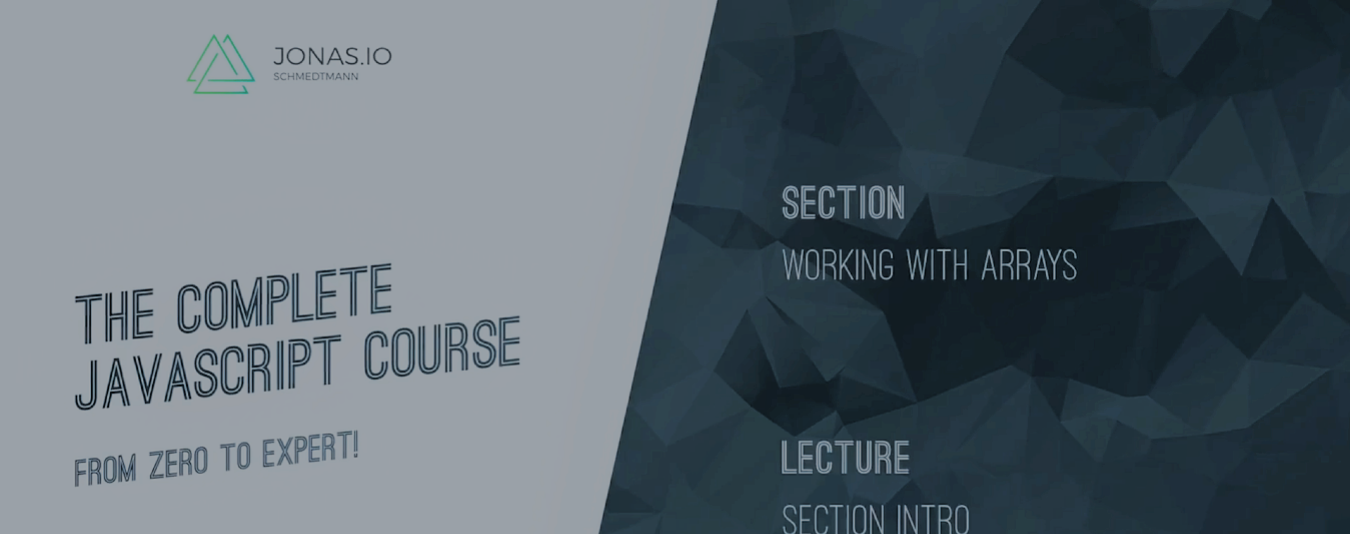 JONAS.IO
SCHMEDTMANN
THE COMPLETE
JAVASCRIPT COURSE
FROM ZERO TO EXPERT!
SECTION
WORKING WITH ARRAYS
LECTURE
SECTION INTRO